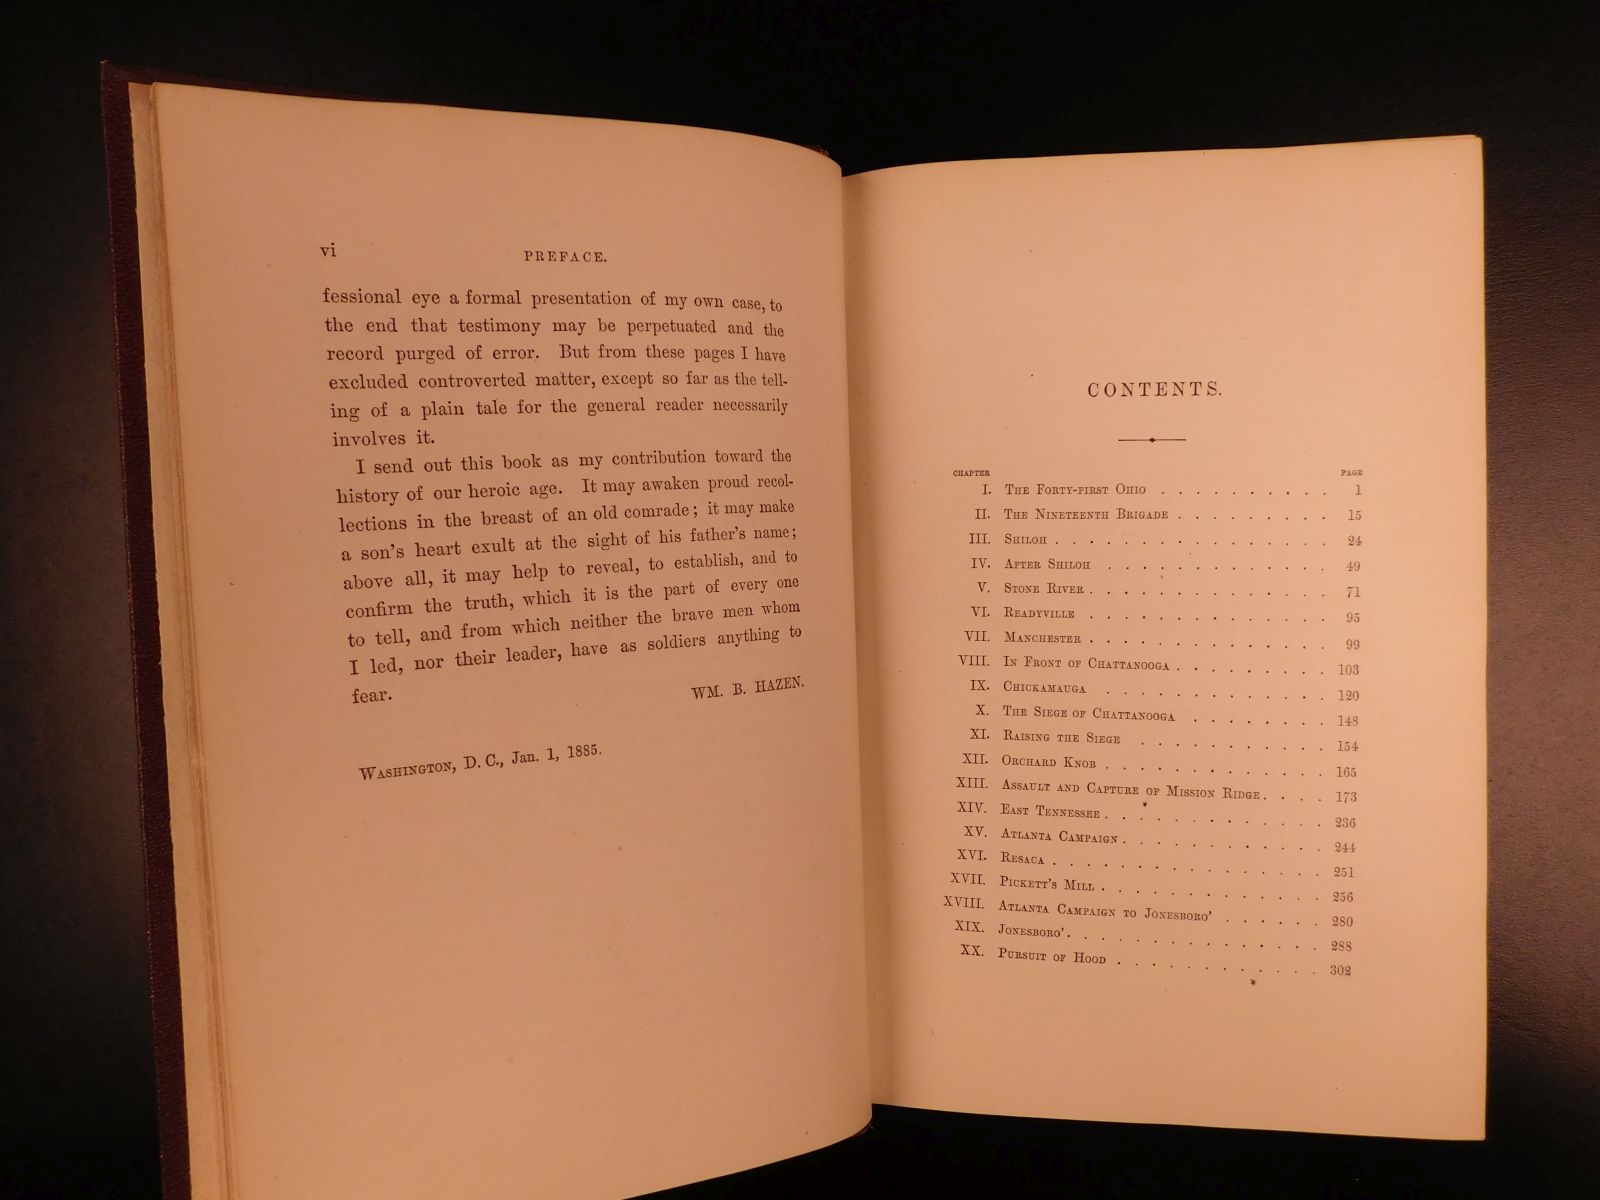 vi
PREFACE.
fessional eye a formal presentation of my own case, to
the end that testimony may be perpetuated and the
record purged of error. But from these pages I have
excluded controverted matter, except so far as the tell-
ing of a plain tale for the general reader necessarily
involves it.
I send out this book as my contribution toward the
history of our heroic age. It may awaken proud recol-
lections in the breast of an old comrade; it may make
a son's heart exult at the sight of his father's name;
above all, it may help to reveal, to establish, and to
confirm the truth, which it is the part of every one
to tell, and from which neither the brave men whom
I led, nor their leader, have as soldiers anything to
fear.
WM. B. HAZEN.
WASHINGTON, D. C., Jan. 1, 1885.
CONTENTS.
CHAPTER PAGE
I. THE FORTY-FIRST OHIO . . . . . . . . . . 1
II. THE NINETEENTH BRIGADE . . . . . . . . . 15
III. SHILOH . . . . . . . . . . . . . . . . 24
IV. AFTER SHILOH . . . . . . . . . . . . . 49
V. STONE RIVER . . . . . . . . . . . . . . 71
VI. READYVILLE . . . . . . . . . . . . . . 95
VII. MANCHESTER . . . . . . . . . . . . . . 99
VIII. IN FRONT OF CHATTANOOGA . . . . . . . . . 103
IX. CHICKAMAUGA . . . . . . . . . . . . . 120
X. THE SIEGE OF CHATTANOOGA . . . . . . . . 148
XI. RAISING THE SIEGE . . . . . . . . . . . 154
XII. ORCHARD KNOB . . . . . . . . . . . . . 165
XIII. ASSAULT AND CAPTURE OF MISSION RIDGE . . . . 173
XIV. EAST TENNESSEE . . . . . . . . . . . . . 236
XV. ATLANTA CAMPAIGN . . . . . . . . . . . . 244
XVI. RESACA . . . . . . . . . . . . . . . . 251
XVII. PICKETT'S MILL . . . . . . . . . . . . . 256
XVIII. ATLANTA CAMPAIGN TO JONESBORO' . . . . . . 280
XIX. JONESBORO' . . . . . . . . . . . . . . . 288
XX. PURSUIT OF HOOD . . . . . . . . . . . . 302